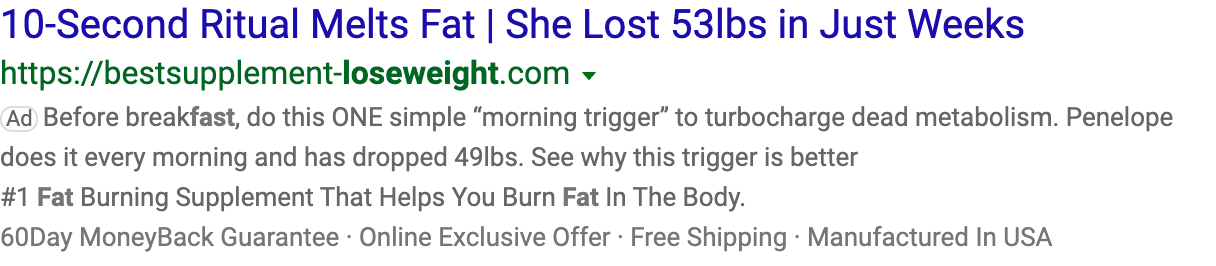 10-Second Ritual Melts Fat | She Lost 53lbs in Just Weeks
https://bestsupplement-loseweight.com
Ad Before breakfast, do this ONE simple “morning trigger” to turbocharge dead metabolism. Penelope
does it every morning and has dropped 49lbs. See why this trigger is better
#1 Fat Burning Supplement That Helps You Burn Fat In The Body.
60Day MoneyBack Guarantee · Online Exclusive Offer · Free Shipping · Manufactured In USA